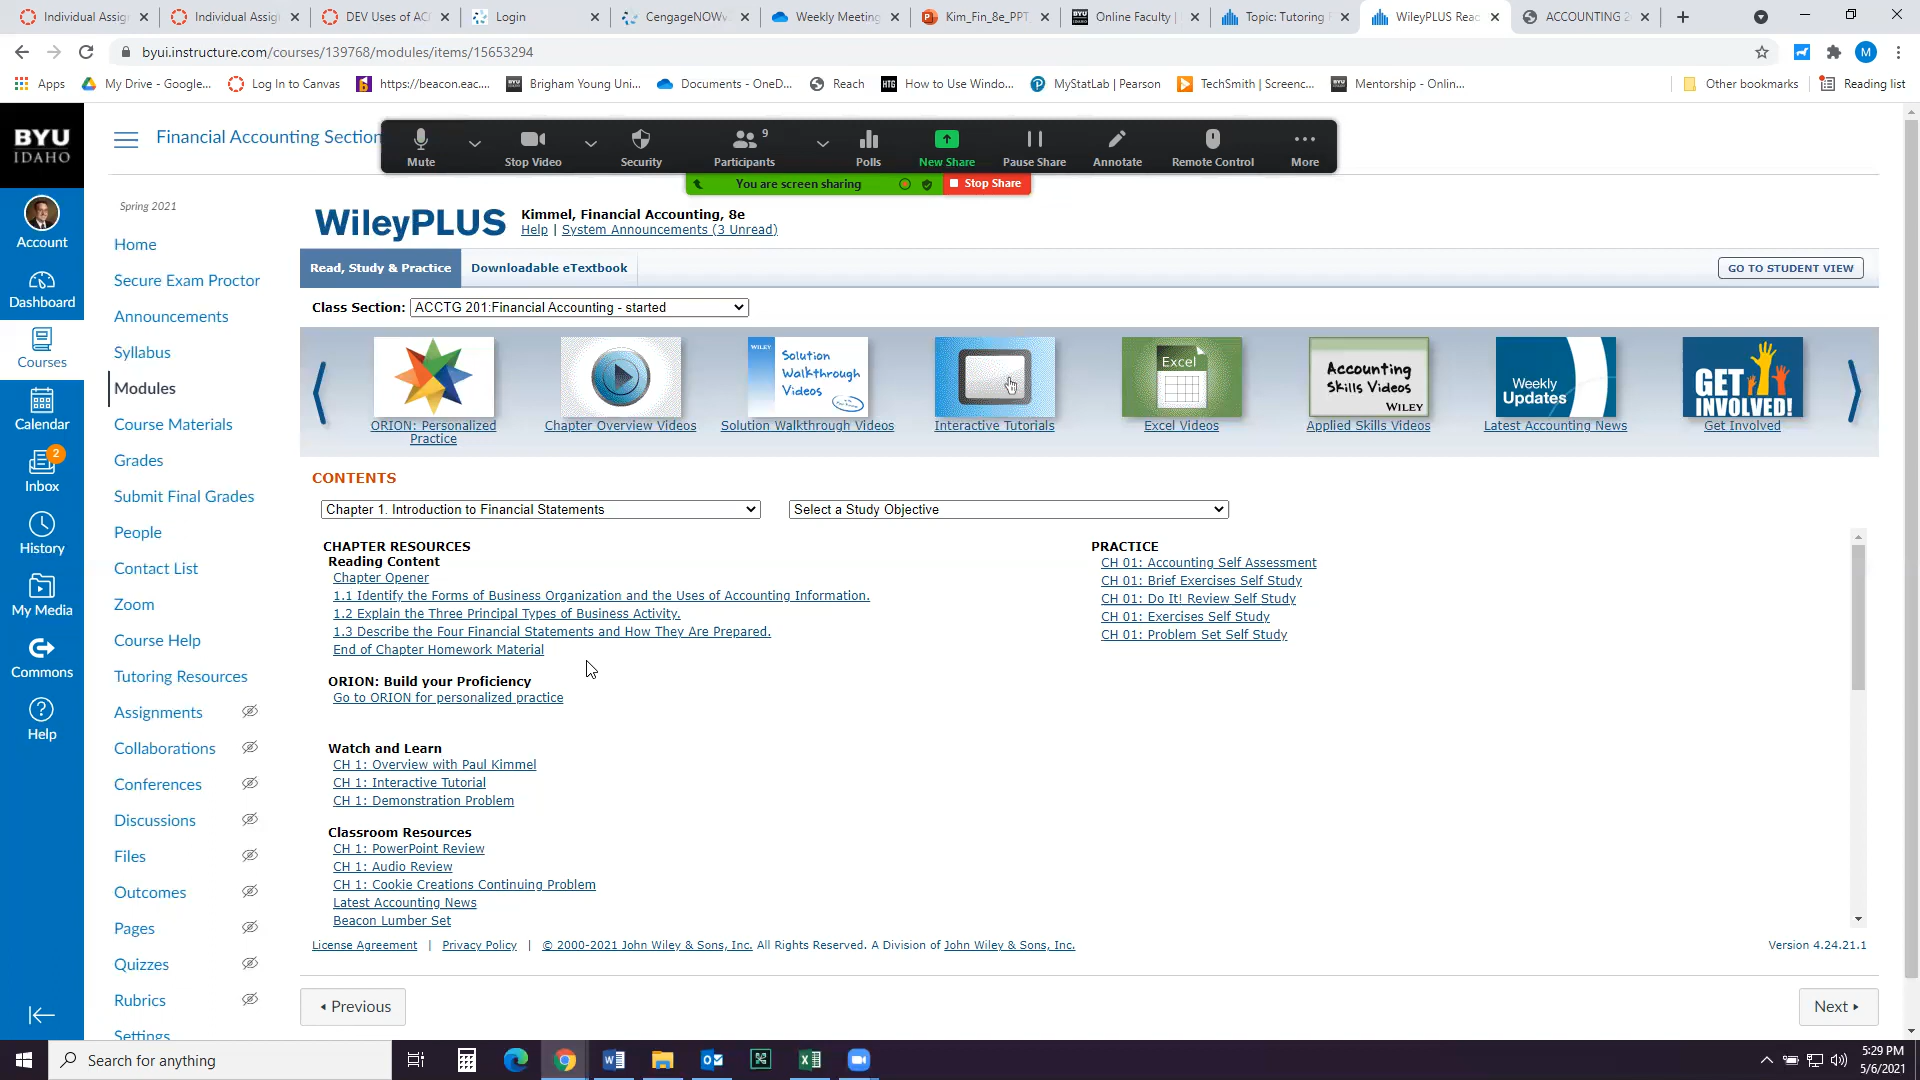 Individual Assig
Individual Assig
DEV Uses of AC
Login
CengageNOWv
Weekly Meeting
Kim_Fin_8e_PPT
Online Faculty |
Topic: Tutoring
WileyPLUS Rea
ACCOUNTING 2
byui.instructure.com/courses/139768/modules/items/15653294
M
Apps
My Drive - Google...
Log In to Canvas
https://beacon.eac....
Brigham Young Uni...
Documents - OneD...
Reach
HTG
How to Use Windo...
MyStatLab | Pearson
TechSmith | Screenc...
Mentorship - Onlin...
Other bookmarks
Reading list
BYU
IDAHO
Financial Accounting Section
Mute
Stop Video
Security
9
Participants
Polls
New Share
Pause Share
Annotate
Remote Control
More
You are screen sharing
Stop Share
Account
Dashboard
Courses
Calendar
2
Inbox
History
My Media
Commons
Help
Spring 2021
Home
Secure Exam Proctor
Announcements
Syllabus
Modules
Course Materials
Grades
Submit Final Grades
People
Contact List
Zoom
Course Help
Tutoring Resources
Assignments
Collaborations
Conferences
Discussions
Files
Outcomes
Pages
Quizzes
Rubrics
Settings
WileyPLUS
Kimmel, Financial Accounting, 8e
Help | System Announcements (3 Unread)
Read, Study & Practice
Downloadable eTextbook
GO TO STUDENT VIEW
Class Section: ACCTG 201:Financial Accounting - started
WILEY
Solution
Walkthrough
Videos
Excel
Accounting
Skills Videos
WILEY
Weekly
Updates
GET
INVOLVED!
ORION: Personalized
Practice
Chapter Overview Videos
Solution Walkthrough Videos
Interactive Tutorials
Excel Videos
Applied Skills Videos
Latest Accounting News
Get Involved
CONTENTS
Chapter 1. Introduction to Financial Statements
Select a Study Objective
CHAPTER RESOURCES
Reading Content
Chapter Opener
1.1 Identify the Forms of Business Organization and the Uses of Accounting Information.
1.2 Explain the Three Principal Types of Business Activity.
1.3 Describe the Four Financial Statements and How They Are Prepared.
End of Chapter Homework Material
ORION: Build your Proficiency
Go to ORION for personalized practice
Watch and Learn
CH 1: Overview with Paul Kimmel
CH 1: Interactive Tutorial
CH 1: Demonstration Problem
Classroom Resources
CH 1: PowerPoint Review
CH 1: Audio Review
CH 1: Cookie Creations Continuing Problem
Latest Accounting News
Beacon Lumber Set
PRACTICE
CH 01: Accounting Self Assessment
CH 01: Brief Exercises Self Study
CH 01: Do It! Review Self Study
CH 01: Exercises Self Study
CH 01: Problem Set Self Study
License Agreement | Privacy Policy | © 2000-2021 John Wiley & Sons, Inc. All Rights Reserved. A Division of John Wiley & Sons, Inc.
Version 4.24.21.1
Previous
Next
Search for anything
5:29 PM
5/6/2021